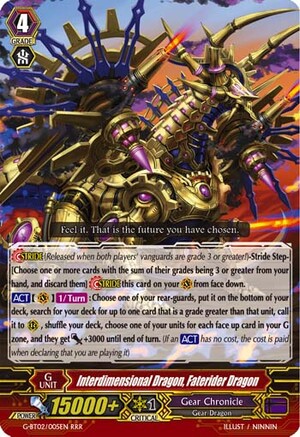 4
GRADE
Feel it. That is the future you have chosen.
STRIDE (Released when both players' vanguards are grade 3 or greater!)-Stride Step-
[Choose one or more cards with the sum of their grades being 3 or greater from your
hand, and discard them] STRIDE this card on your (V) from face down.
ACT (V) 1/Turn: [Choose one of your rear-guards, put it on the bottom of your
deck, search your deck for up to one card that is a grade greater than that unit, call
it to (R), shuffle your deck, choose one of your units for each face up card in your G
zone, and they get +3000 until end of turn. (If an ACT has no cost, the cost is paid
when declaring that you are playing it)
G
UNIT
Interdimensional Dragon, Faterider Dragon
POWER 15000+
1
CRITICAL
Gear Chronicle
Gear Dragon
G-BT02/005EN RRR
ILLUST / NINNIN